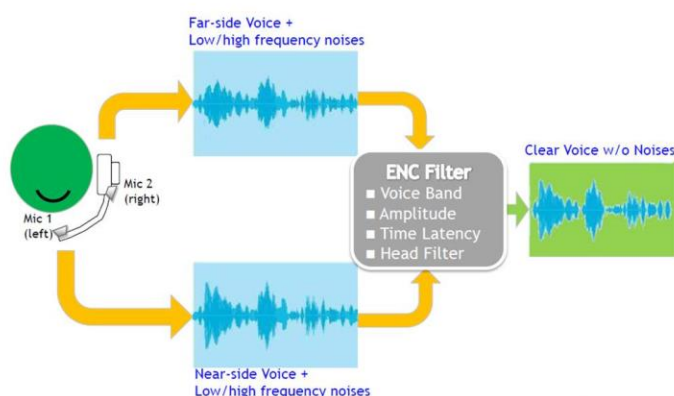 Far-side Voice +
Low/high frequency noises
Mic 2
(right)
Mic 1
(left)
ENC Filter
■ Voice Band
■ Amplitude
■ Time Latency
■ Head Filter
Clear Voice w/o Noises
Near-side Voice +
Low/high frequency noises